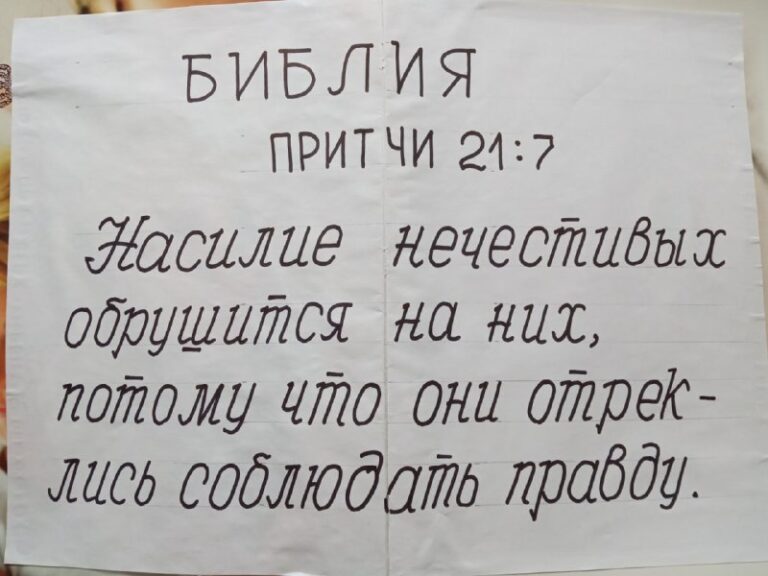 БИБЛИЯ
ПРИТЧИ 21:7
Насилие нечестивых
обрушится на них,
потому что они отрек-
лись соблюдать правду.